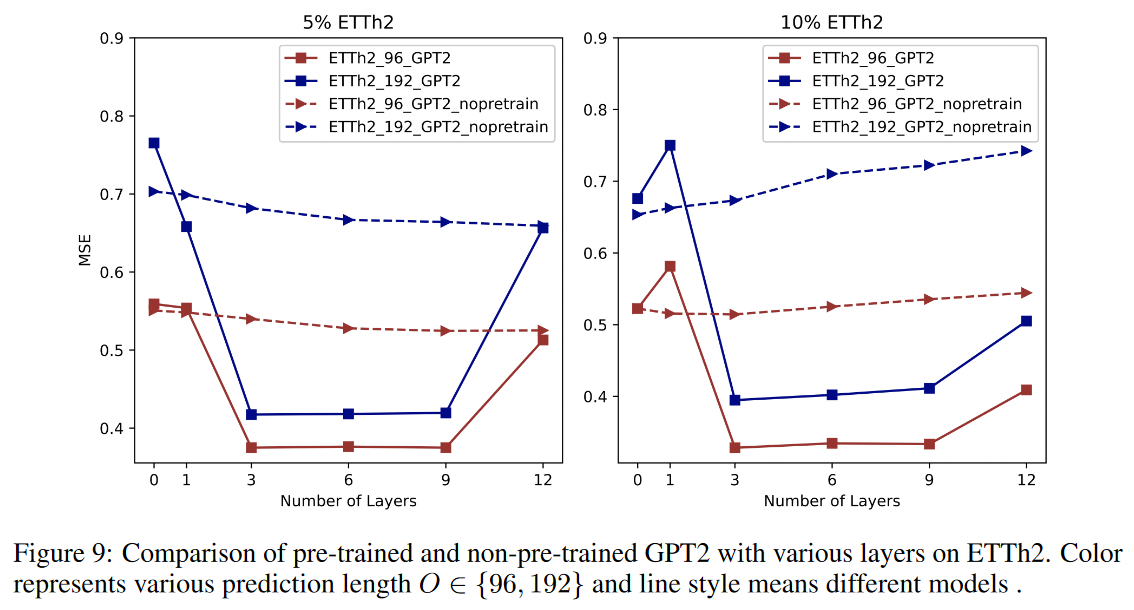 5% ETTh2
0.9
0.8
0.7
0.6
0.5
0.4
MSE
ETTh2_96_GPT2
ETTh2_192_GPT2
ETTh2_96_GPT2_nopretrain
ETTh2_192_GPT2_nopretrain
0 1 3 6 9 12
Number of Layers
10% ETTh2
0.9
0.8
0.7
0.6
0.5
0.4
ETTh2_96_GPT2
ETTh2_192_GPT2
ETTh2_96_GPT2_nopretrain
ETTh2_192_GPT2_nopretrain
0 1 3 6 9 12
Number of Layers
Figure 9: Comparison of pre-trained and non-pre-trained GPT2 with various layers on ETTh2. Color
represents various prediction length O ∈ {96, 192} and line style means different models .